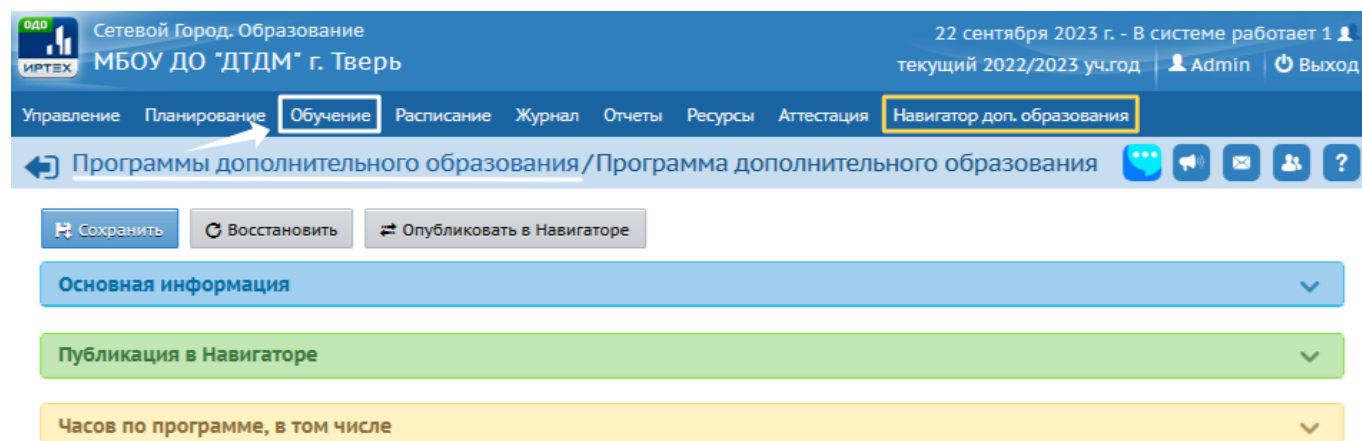 ОДО
ИРТЕХ
Сетевой Город. Образование
МБОУ ДО "ДТДМ" г. Тверь
22 сентября 2023 г. - В системе работает 1
текущий 2022/2023 уч.год Admin Выход
Управление Планирование Обучение Расписание Журнал Отчеты Ресурсы Аттестация Навигатор доп. образования
Программы дополнительного образования/Программа дополнительного образования ?
Сохранить Восстановить Опубликовать в Навигаторе
Основная информация
Публикация в Навигаторе
Часов по программе, в том числе